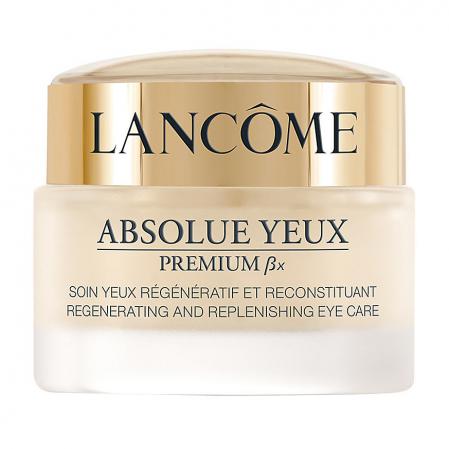 LANCÔME
ABSOLUE YEUX
PREMIUM βx
SOIN YEUX RÉGÉNÉRATIF ET RECONSTITUANT
REGENERATING AND REPLENISHING EYE CARE